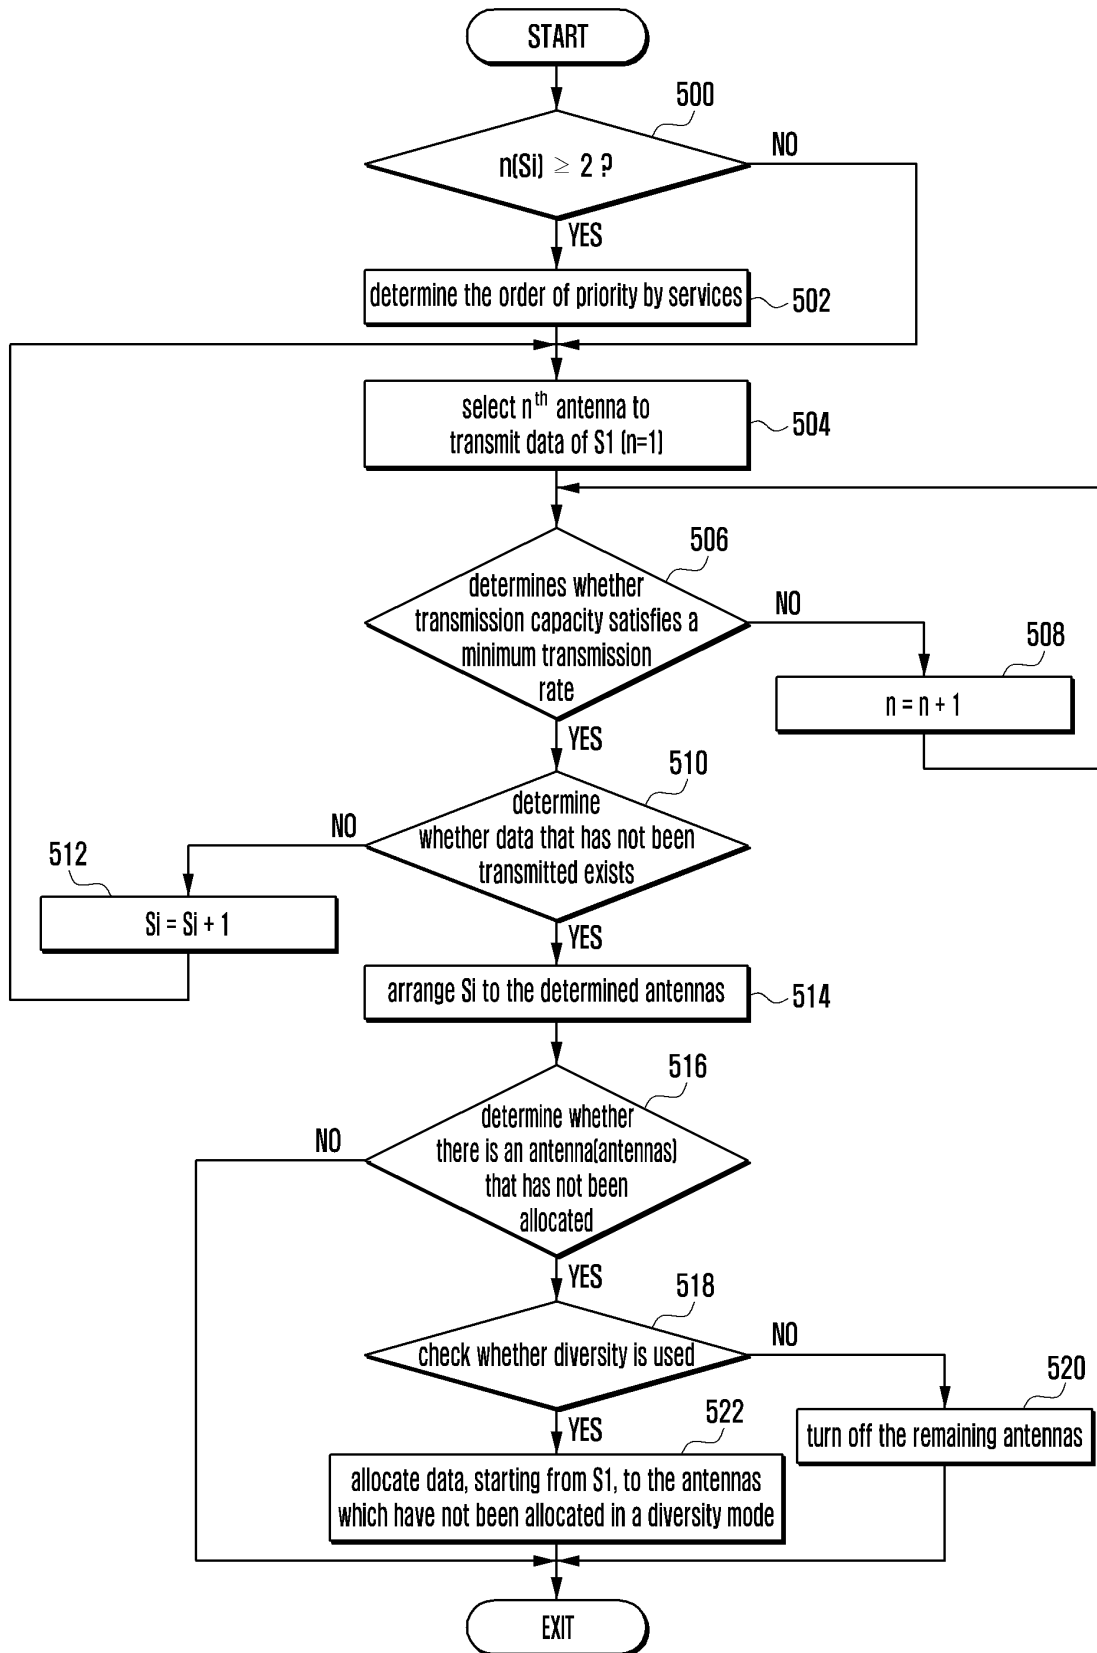 START
500
n(Si) ≥ 2 ?
NO
YES
determine the order of priority by services
502
select nth antenna to
transmit data of S1 (n=1)
504
506
determines whether
transmission capacity satisfies a
minimum transmission
rate
NO
508
n = n + 1
YES
510
determine
whether data that has not been
transmitted exists
NO
512
Si = Si + 1
YES
arrange Si to the determined antennas
514
516
determine whether
there is an antenna(antennas)
that has not been
allocated
NO
YES
518
check whether diversity is used
NO
520
turn off the remaining antennas
YES
522
allocate data, starting from S1, to the antennas
which have not been allocated in a diversity mode
EXIT